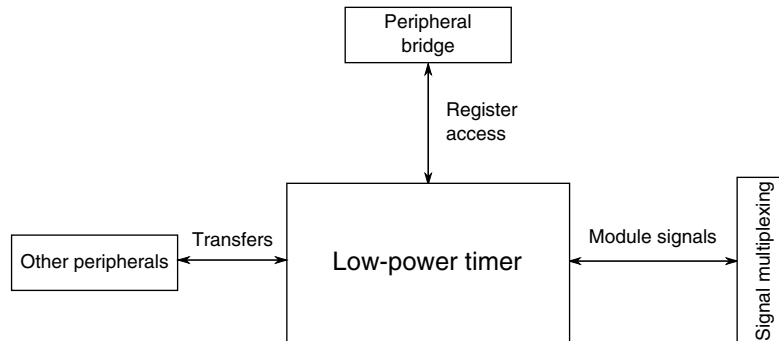 Peripheral
bridge
Register
access
Transfers
Module signals
Other peripherals
Low-power timer
Signal multiplexing